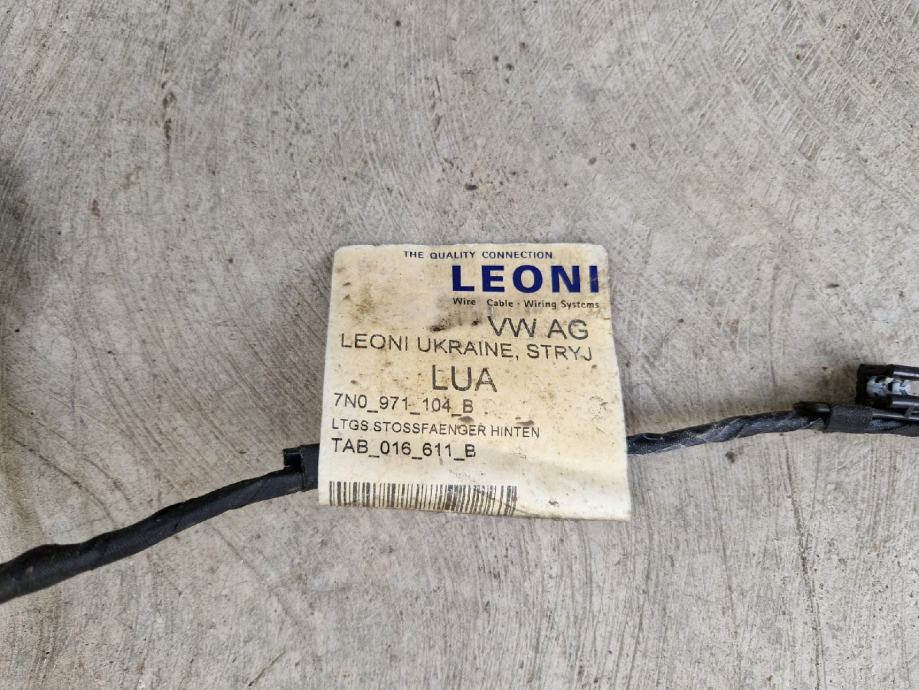 THE QUALITY CONNECTION
LEONI
Wire · Cable · Wiring Systems
VW AG
LEONI UKRAINE, STRYJ
LUA
7N0_971_104_B
LTGS.STOSSFAENGER HINTEN
TAB_016_611_B